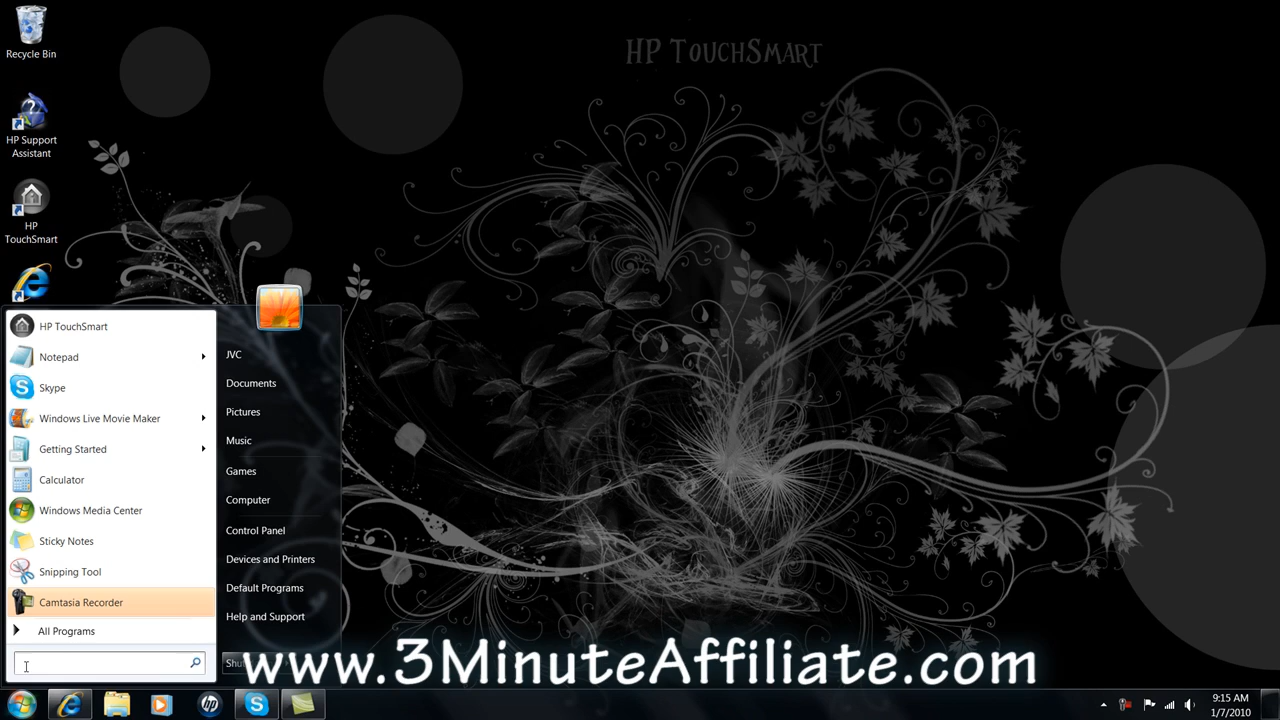 Recycle Bin
HP TouchSmart
HP Support
Assistant
HP
TouchSmart
HP TouchSmart
Notepad
Skype
Windows Live Movie Maker
Getting Started
Calculator
Windows Media Center
Sticky Notes
Snipping Tool
Camtasia Recorder
All Programs
JVC
Documents
Pictures
Music
Games
Computer
Control Panel
Devices and Printers
Default Programs
Help and Support
www.3MinuteAffiliate.com
9:15 AM
1/7/2010